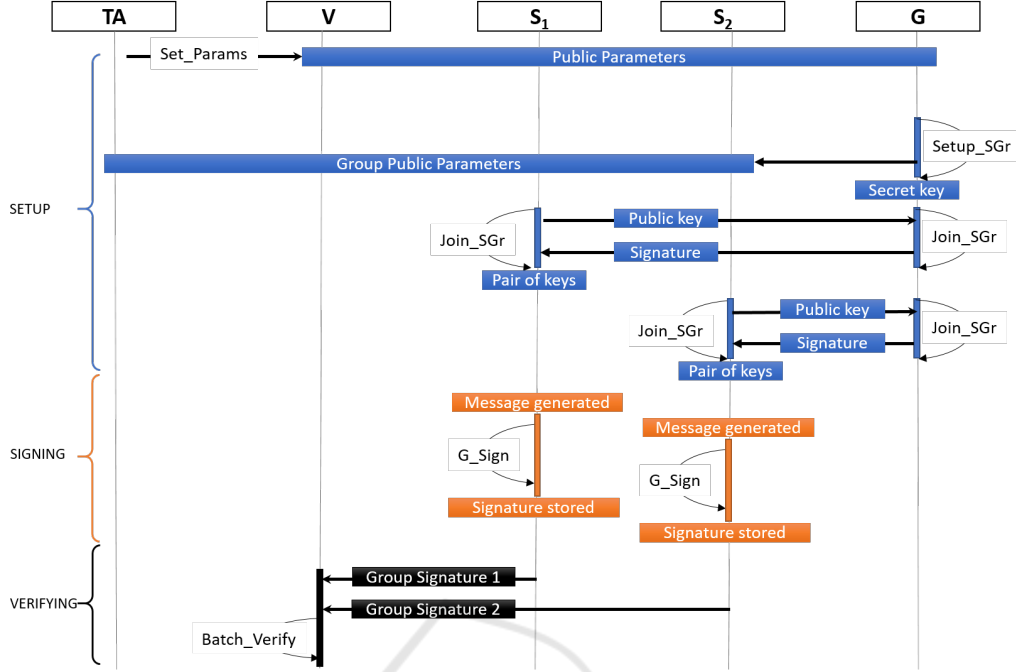 TA V S₁ S₂ G
Set_Params Public Parameters
Setup_SGr
Group Public Parameters
Secret key
SETUP
Public key
Join_SGr Join_SGr
Signature
Pair of keys
Public key
Join_SGr Join_SGr
Signature
Pair of keys
Message generated
Message generated
SIGNING
G_Sign
G_Sign
Signature stored
Signature stored
Group Signature 1
VERIFYING
Group Signature 2
Batch_Verify